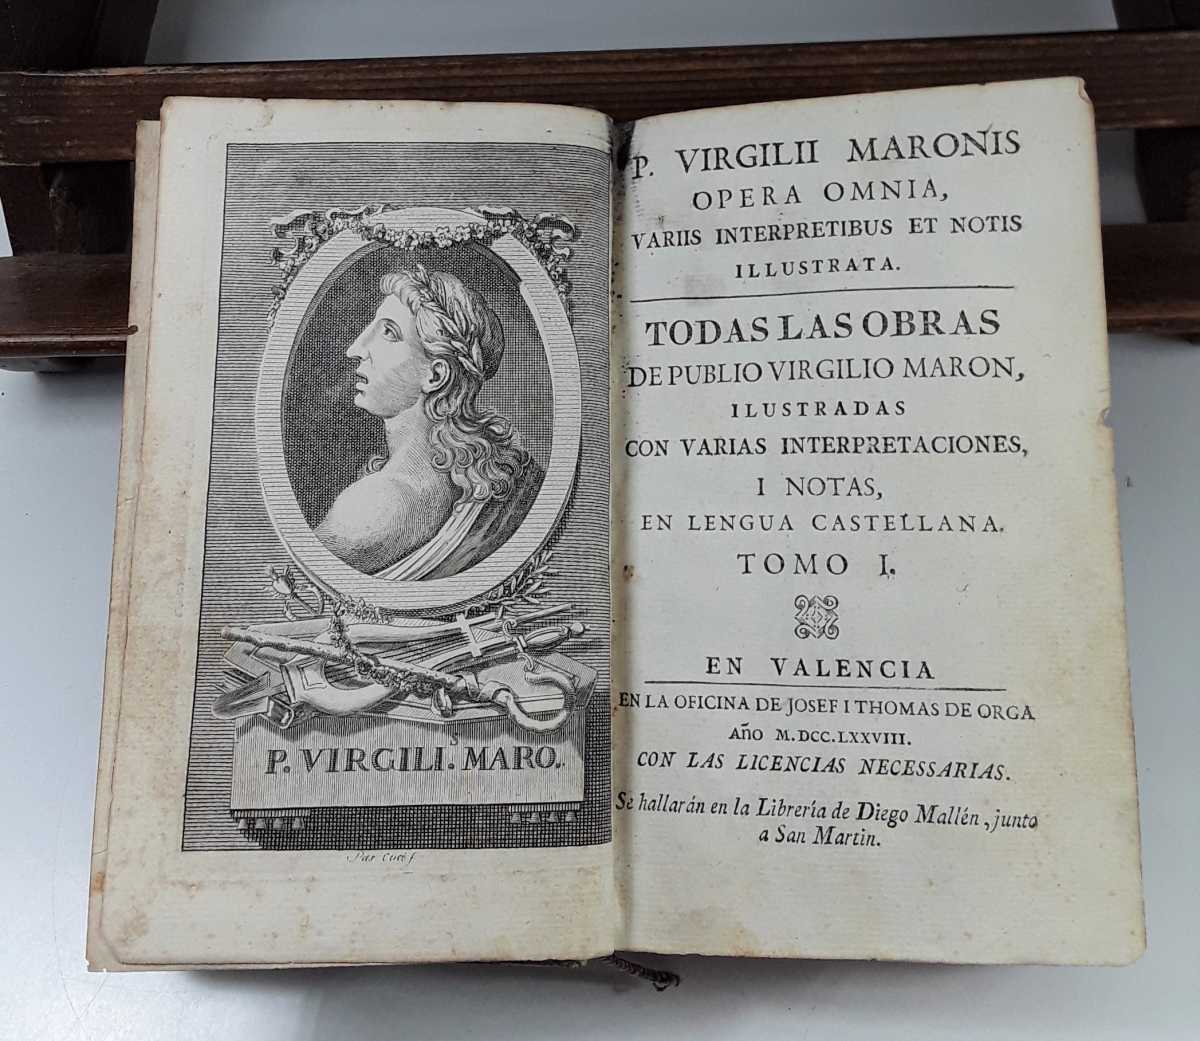 P. VIRGILI. MARO.
S
Pas Cual f
P. VIRGILII MARONIS
OPERA OMNIA,
VARIIS INTERPRETIBUS ET NOTIS
ILLUSTRATA.
TODAS LAS OBRAS
DE PUBLIO VIRGILIO MARON,
ILUSTRADAS
CON VARIAS INTERPRETACIONES,
I NOTAS,
EN LENGUA CASTELLANA.
TOMO I.
EN VALENCIA
EN LA OFICINA DE JOSEF I THOMAS DE ORGA
AÑO M.DCC.LXXVIII.
CON LAS LICENCIAS NECESSARIAS.
Se hallarán en la Librería de Diego Mallén, junto
a San Martin.